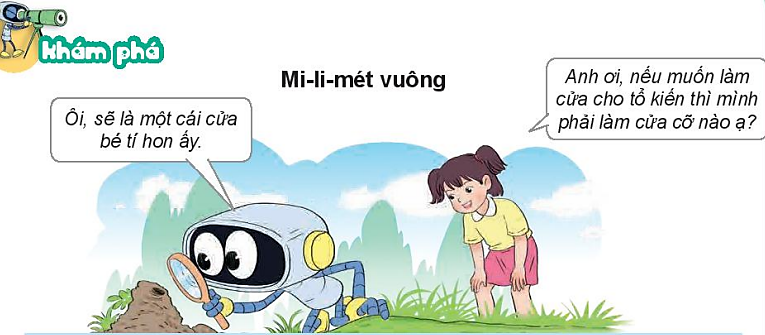 Khám phá
Mi-li-mét vuông
Anh ơi, nếu muốn làm
cửa cho tổ kiến thì mình
phải làm cửa cỡ nào ạ?
Ôi, sẽ là một cái cửa
bé tí hon ấy.